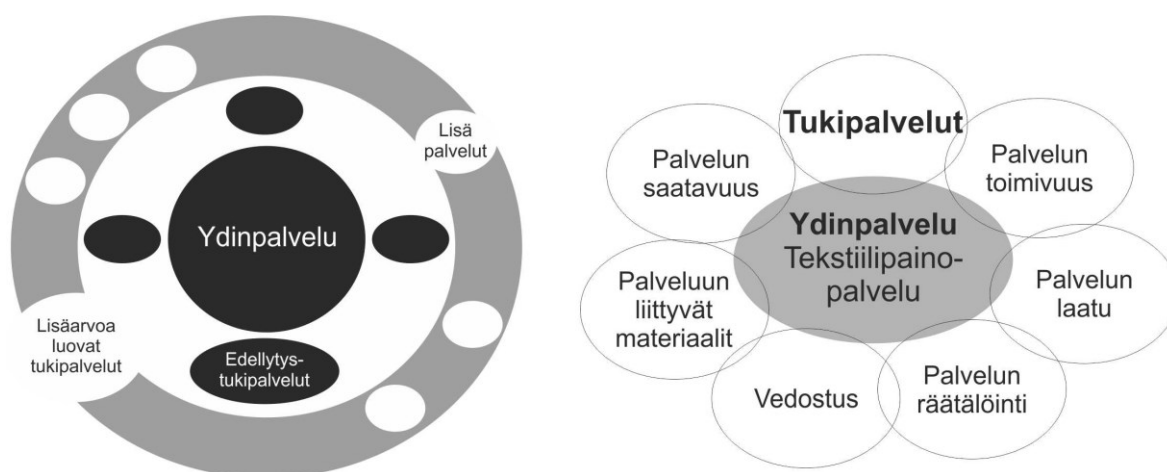 Lisä
palvelut
Ydinpalvelu
Lisäarvoa
luovat
tukipalvelut
Edellytys-
tukipalvelut
Tukipalvelut
Palvelun
saatavuus
Palvelun
toimivuus
Ydinpalvelu
Tekstiilipaino-
palvelu
Palveluun
liittyvät
materiaalit
Palvelun
laatu
Vedostus
Palvelun
räätälöinti